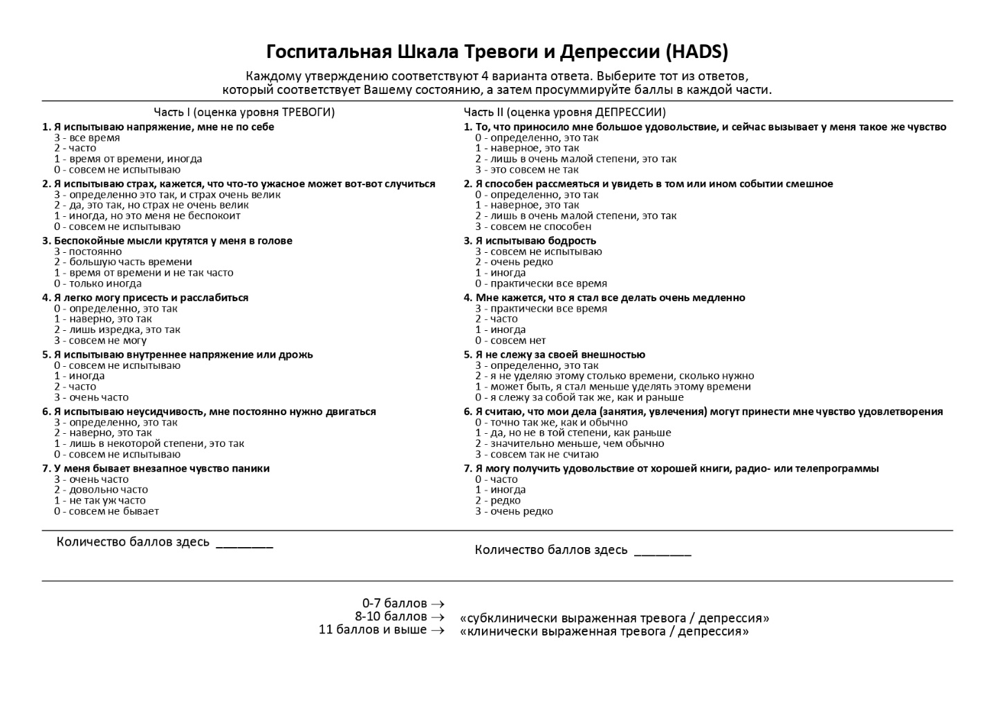 Госпитальная Шкала Тревоги и Депрессии (HADS)
Каждому утверждению соответствуют 4 варианта ответа. Выберите тот из ответов,
который соответствует Вашему состоянию, а затем просуммируйте баллы в каждой части.
Часть I (оценка уровня ТРЕВОГИ)
1. Я испытываю напряжение, мне не по себе
3 - все время
2 - часто
1 - время от времени, иногда
0 - совсем не испытываю
2. Я испытываю страх, кажется, что что-то ужасное может вот-вот случиться
3 - определенно это так, и страх очень велик
2 - да, это так, но страх не очень велик
1 - иногда, но это меня не беспокоит
0 - совсем не испытываю
3. Беспокойные мысли крутятся у меня в голове
3 - постоянно
2 - большую часть времени
1 - время от времени и не так часто
0 - только иногда
4. Я легко могу присесть и расслабиться
0 - определенно, это так
1 - наверно, это так
2 - лишь изредка, это так
3 - совсем не могу
5. Я испытываю внутреннее напряжение или дрожь
0 - совсем не испытываю
1 - иногда
2 - часто
3 - очень часто
6. Я испытываю неусидчивость, мне постоянно нужно двигаться
3 - определенно, это так
2 - наверно, это так
1 - лишь в некоторой степени, это так
0 - совсем не испытываю
7. У меня бывает внезапное чувство паники
3 - очень часто
2 - довольно часто
1 - не так уж часто
0 - совсем не бывает
Количество баллов здесь ________
Часть II (оценка уровня ДЕПРЕССИИ)
1. То, что приносило мне большое удовольствие, и сейчас вызывает у меня такое же чувство
0 - определенно, это так
1 - наверное, это так
2 - лишь в очень малой степени, это так
3 - это совсем не так
2. Я способен рассмеяться и увидеть в том или ином событии смешное
0 - определенно, это так
1 - наверное, это так
2 - лишь в очень малой степени, это так
3 - совсем не способен
3. Я испытываю бодрость
3 - совсем не испытываю
2 - очень редко
1 - иногда
0 - практически все время
4. Мне кажется, что я стал все делать очень медленно
3 - практически все время
2 - часто
1 - иногда
0 - совсем нет
5. Я не слежу за своей внешностью
3 - определенно, это так
2 - я не уделяю этому столько времени, сколько нужно
1 - может быть, я стал меньше уделять этому времени
0 - я слежу за собой так же, как и раньше
6. Я считаю, что мои дела (занятия, увлечения) могут принести мне чувство удовлетворения
0 - точно так же, как и обычно
1 - да, но не в той степени, как раньше
2 - значительно меньше, чем обычно
3 - совсем так не считаю
7. Я могу получить удовольствие от хорошей книги, радио- или телепрограммы
0 - часто
1 - иногда
2 - редко
3 - очень редко
Количество баллов здесь ________
0-7 баллов →
8-10 баллов → «субклинически выраженная тревога / депрессия»
11 баллов и выше → «клинически выраженная тревога / депрессия»